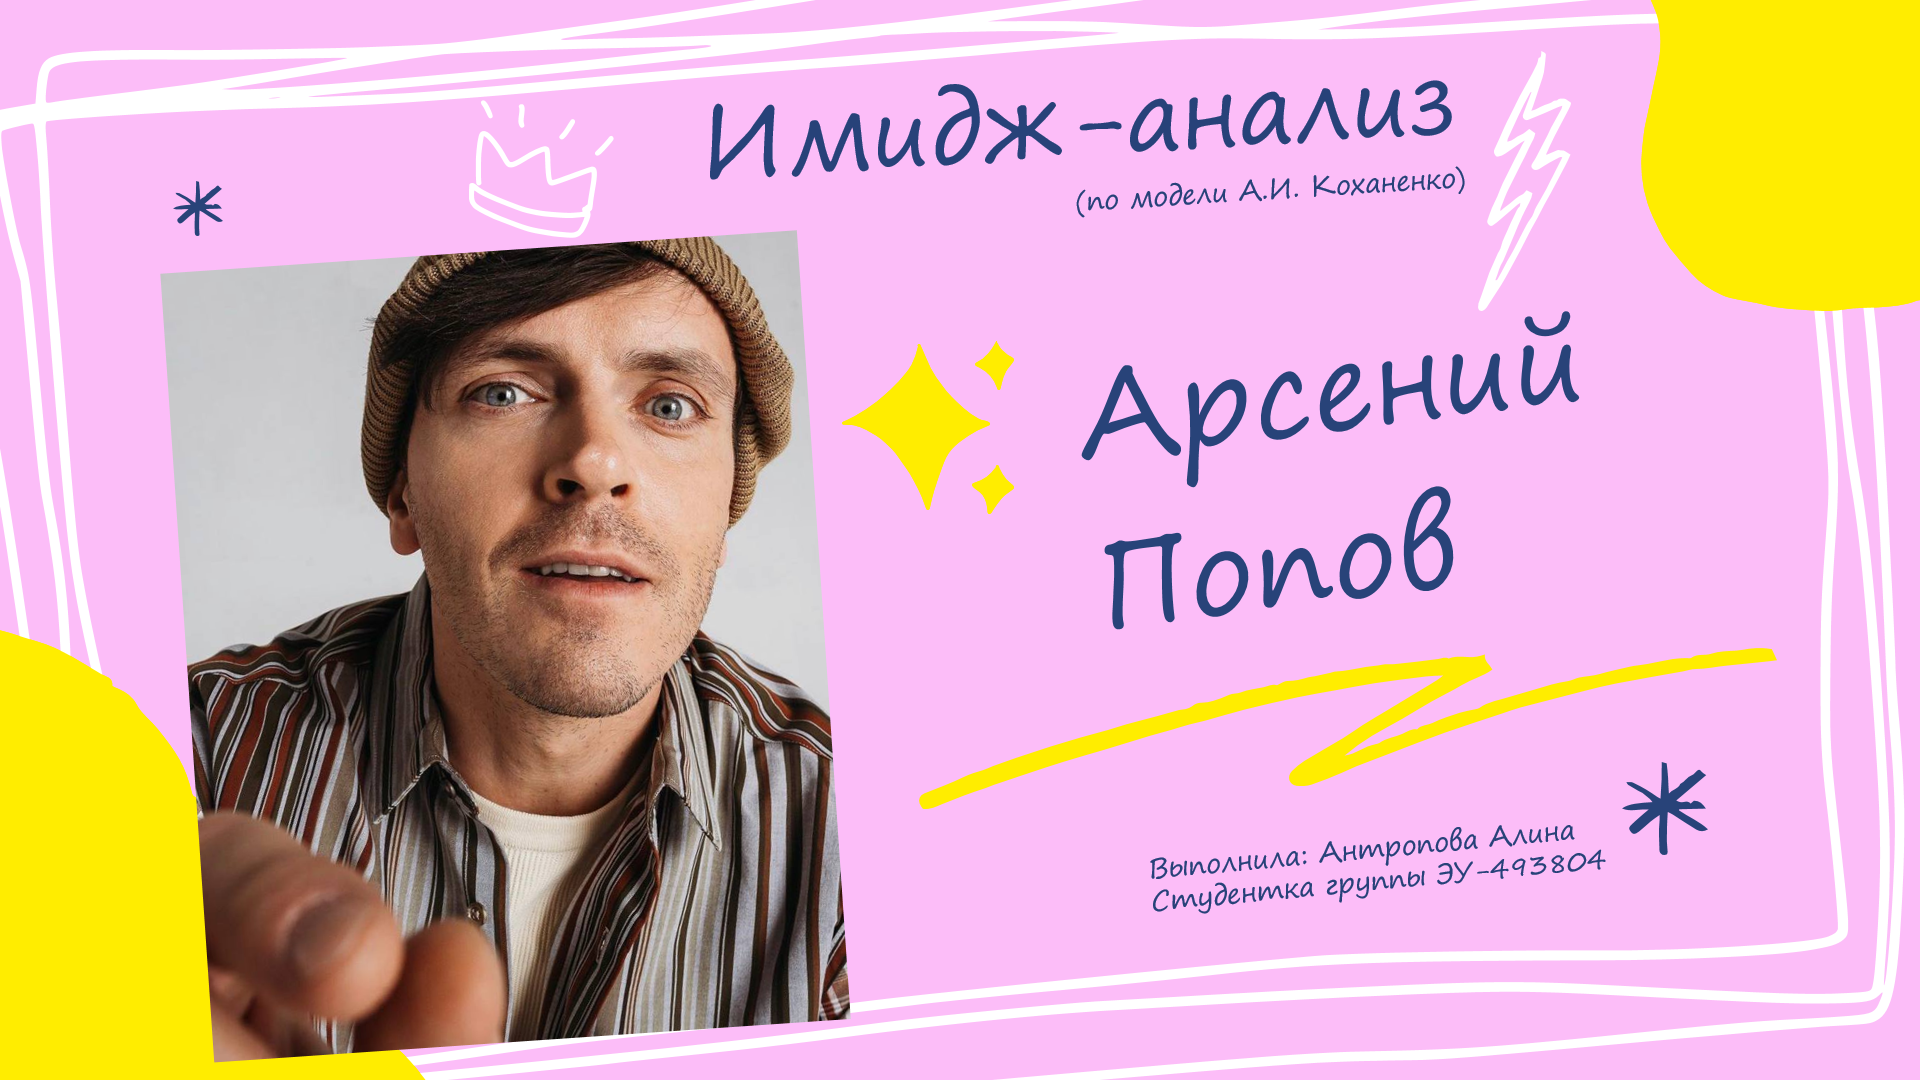 Имидж-анализ
(по модели А.И. Коханенко)
Арсений
Попов
Выполнила: Антропова Алина
Студентка группы ЭУ-493804